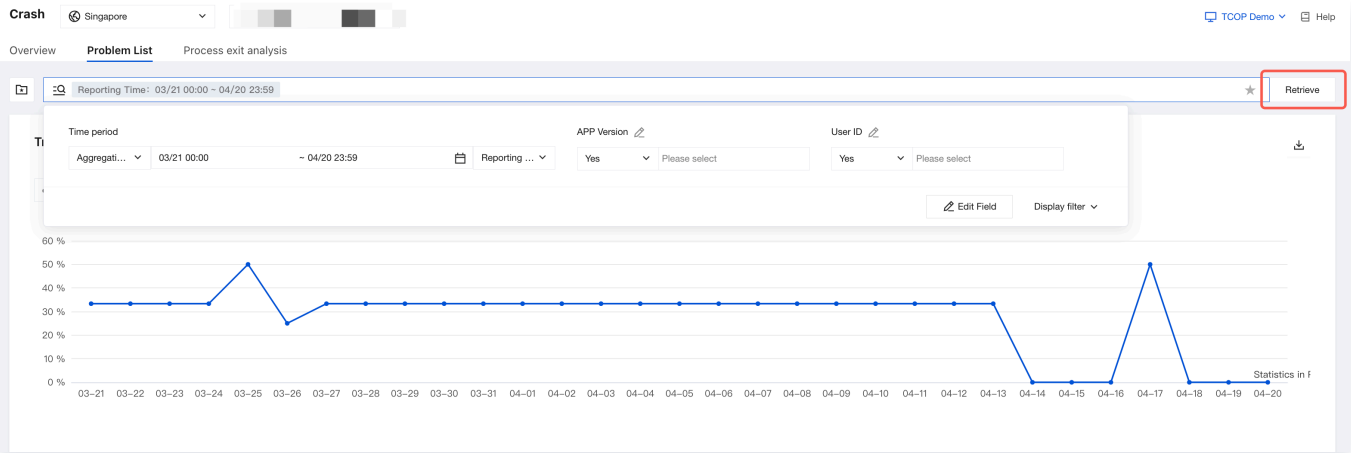 Crash Singapore TCOP Demo Help
Overview Problem List Process exit analysis
Reporting Time: 03/21 00:00 ~ 04/20 23:59 Retrieve
Time period APP Version User ID
Aggregati... 03/21 00:00 ~ 04/20 23:59 Reporting ... Yes Please select Yes Please select
Edit Field Display filter
60 %
50 %
40 %
30 %
20 %
10 %
0 %
Statistics in
03-21 03-22 03-23 03-24 03-25 03-26 03-27 03-28 03-29 03-30 03-31 04-01 04-02 04-03 04-04 04-05 04-06 04-07 04-08 04-09 04-10 04-11 04-12 04-13 04-14 04-15 04-16 04-17 04-18 04-19 04-20